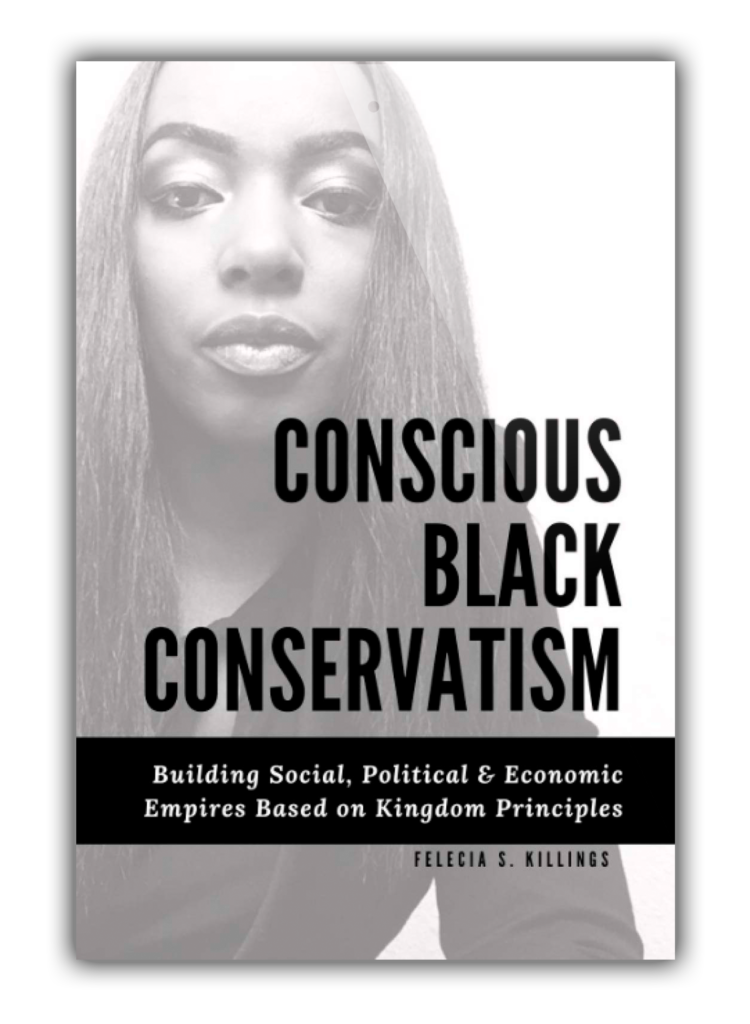 CONSCIOUS
BLACK
CONSERVATISM
Building Social, Political & Economic
Empires Based on Kingdom Principles
FELECIA S. KILLINGS